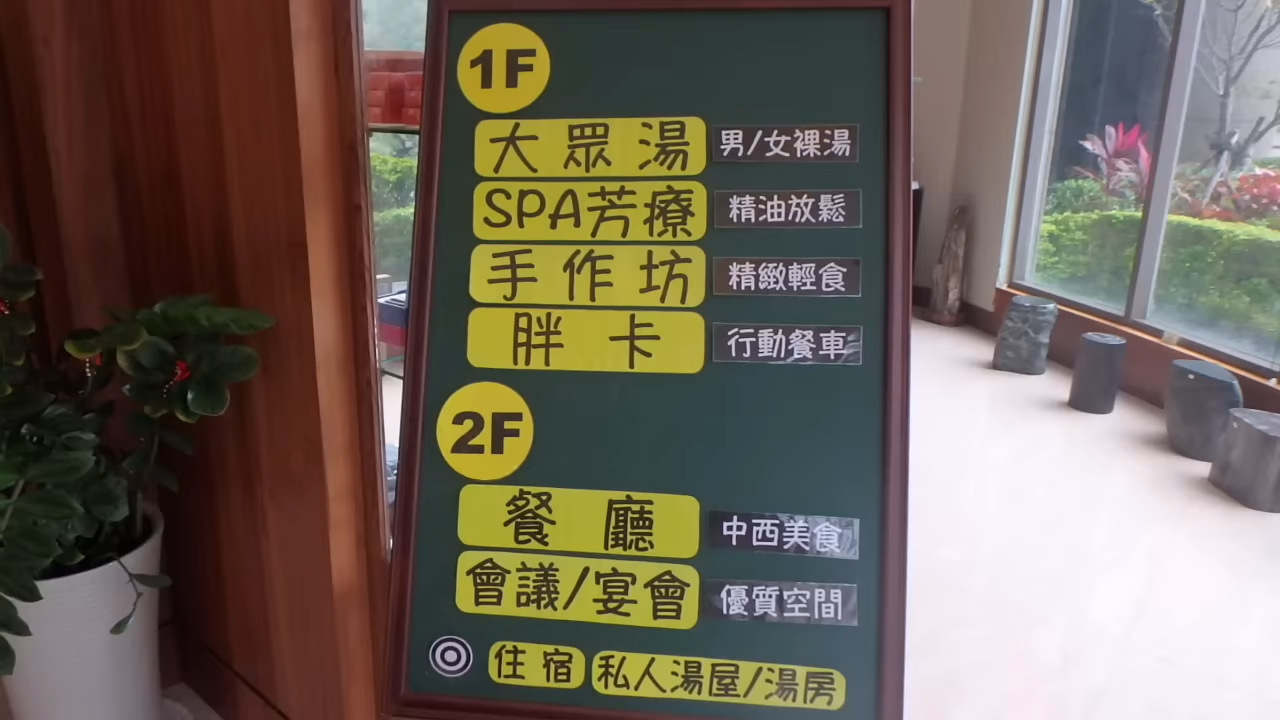 1F
大眾湯 男/女裸湯
SPA芳療 精油放鬆
手作坊 精緻輕食
胖卡 行動餐車
2F
餐廳 中西美食
會議/宴會 優質空間
住宿 私人湯屋/湯房